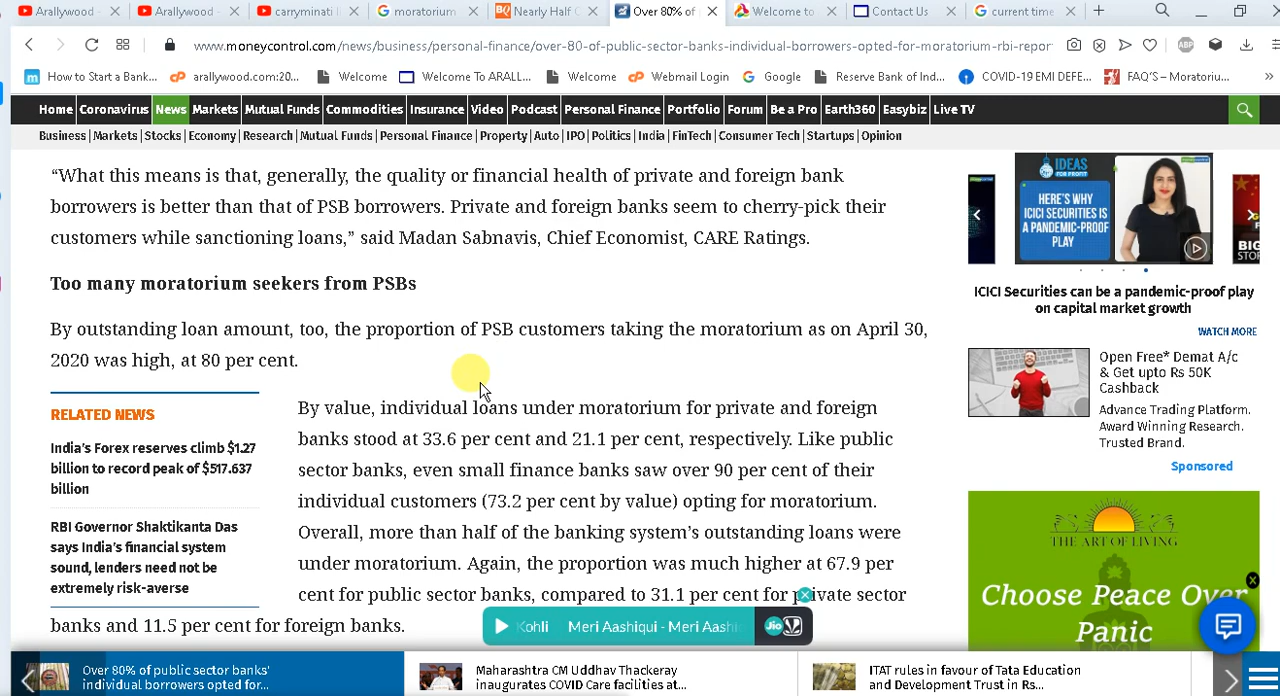 Arallywood
Arallywood
carryminati
moratorium
Nearly Half
Over 80% of
Welcome to
Contact Us
current time
www.moneycontrol.com/news/business/personal-finance/over-80-of-public-sector-banks-individual-borrowers-opted-for-moratorium-rbi-repor
ABP
How to Start a Bank...
arallywood.com:20...
Welcome
Welcome To ARALL...
Welcome
Webmail Login
Google
Reserve Bank of Ind...
COVID-19 EMI DEFE...
FAQ'S – Moratoriu...
Home
Coronavirus
News
Markets
Mutual Funds
Commodities
Insurance
Video
Podcast
Personal Finance
Portfolio
Forum
Be a Pro
Earth360
Easybiz
Live TV
Business | Markets | Stocks | Economy | Research | Mutual Funds | Personal Finance | Property | Auto | IPO | Politics | India | FinTech | Consumer Tech | Startups | Opinion
“What this means is that, generally, the quality or financial health of private and foreign bank
borrowers is better than that of PSB borrowers. Private and foreign banks seem to cherry-pick their
customers while sanctioning loans,” said Madan Sabnavis, Chief Economist, CARE Ratings.
Too many moratorium seekers from PSBs
By outstanding loan amount, too, the proportion of PSB customers taking the moratorium as on April 30,
2020 was high, at 80 per cent.
RELATED NEWS
India's Forex reserves climb $1.27
billion to record peak of $517.637
billion
RBI Governor Shaktikanta Das
says India's financial system
sound, lenders need not be
extremely risk-averse
By value, individual loans under moratorium for private and foreign
banks stood at 33.6 per cent and 21.1 per cent, respectively. Like public
sector banks, even small finance banks saw over 90 per cent of their
individual customers (73.2 per cent by value) opting for moratorium.
Overall, more than half of the banking system’s outstanding loans were
under moratorium. Again, the proportion was much higher at 67.9 per
cent for public sector banks, compared to 31.1 per cent for private sector
banks and 11.5 per cent for foreign banks.
Kohli
Meri Aashiqui - Meri Aashi
Jio
IDEAS
FOR PROFIT
HERE'S WHY
ICICI SECURITIES IS
A PANDEMIC-PROOF
PLAY
BIG
ICICI Securities can be a pandemic-proof play
on capital market growth
WATCH MORE
Open Free* Demat A/c
& Get upto Rs 50K
Cashback
Advance Trading Platform.
Award Winning Research.
Trusted Brand.
Sponsored
THE ART OF LIVING
Choose Peace Over
Panic
Over 80% of public sector banks'
individual borrowers opted for...
Maharashtra CM Uddhav Thackeray
inaugurates COVID Care facilities at...
ITAT rules in favour of Tata Education
and Development Trust in Rs...